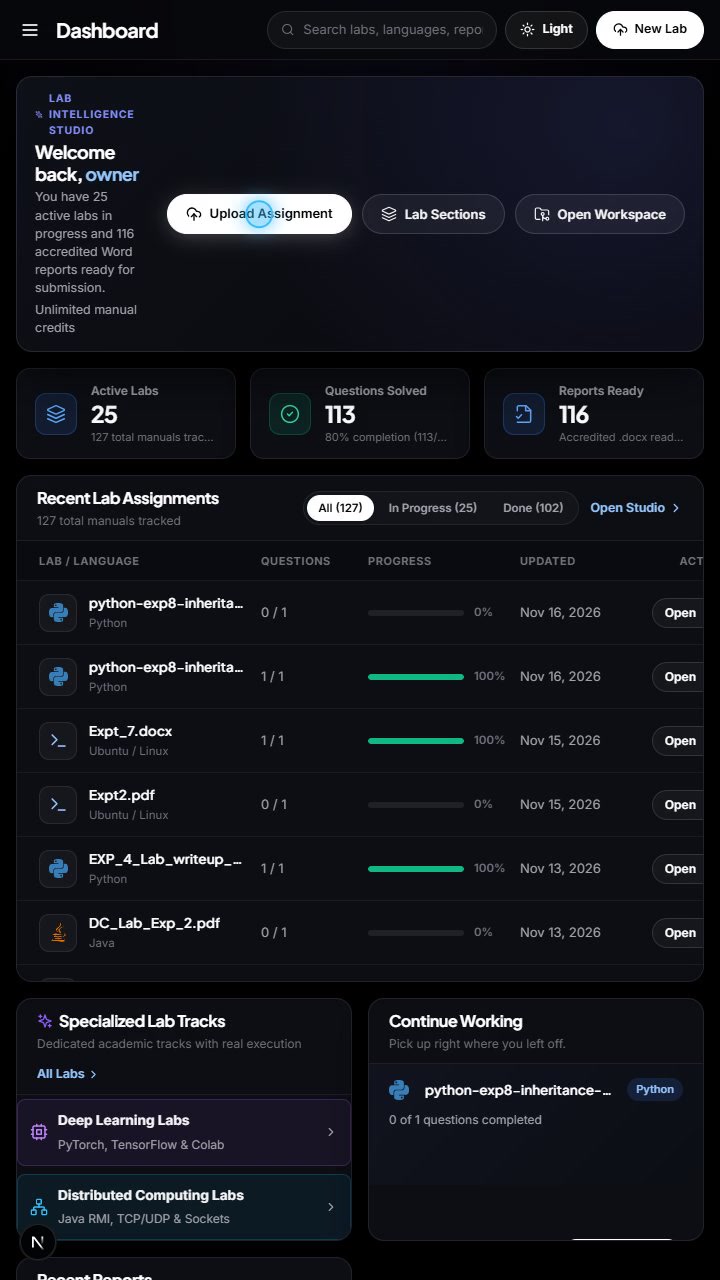 Dashboard
Search labs, languages, repo
Light
New Lab
LAB
INTELLIGENCE
STUDIO
Welcome
back, owner
You have 25
active labs in
progress and 116
accredited Word
reports ready for
submission.
Unlimited manual
credits
Upload Assignment
Lab Sections
Open Workspace
Active Labs
25
127 total manuals trac...
Questions Solved
113
80% completion (113/...
Reports Ready
116
Accredited .docx read...
Recent Lab Assignments
127 total manuals tracked
All (127)
In Progress (25)
Done (102)
Open Studio
LAB / LANGUAGE QUESTIONS PROGRESS UPDATED ACT
python-exp8-inherita... 0 / 1 0% Nov 16, 2026 Open
Python
python-exp8-inherita... 1 / 1 100% Nov 16, 2026 Open
Python
Expt_7.docx 1 / 1 100% Nov 15, 2026 Open
Ubuntu / Linux
Expt2.pdf 0 / 1 0% Nov 15, 2026 Open
Ubuntu / Linux
EXP_4_Lab_writeup_... 1 / 1 100% Nov 13, 2026 Open
Python
DC_Lab_Exp_2.pdf 0 / 1 0% Nov 13, 2026 Open
Java
Specialized Lab Tracks
Dedicated academic tracks with real execution
All Labs
Deep Learning Labs
PyTorch, TensorFlow & Colab
Distributed Computing Labs
Java RMI, TCP/UDP & Sockets
Continue Working
Pick up right where you left off.
python-exp8-inheritance-... Python
0 of 1 questions completed
N
Recent Reports